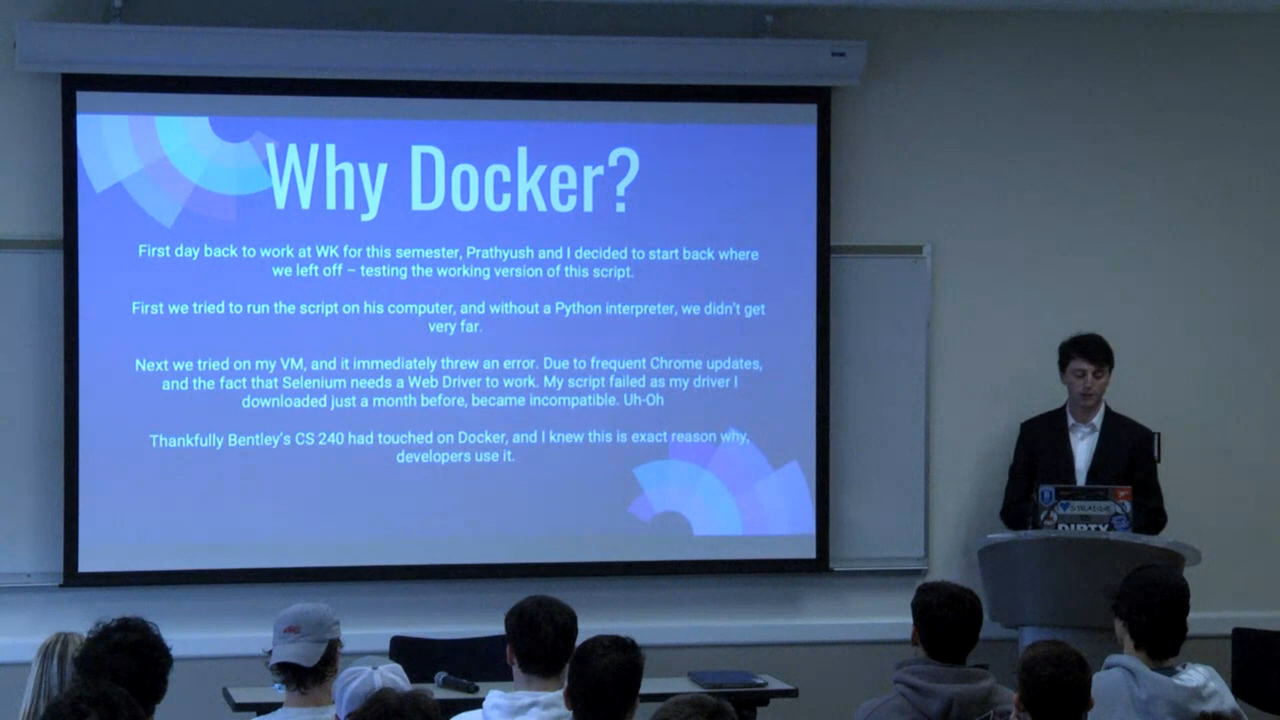 Why Docker?
First day back to work at WK for this semester, Prathyush and I decided to start back where
we left off – testing the working version of this script.
First we tried to run the script on his computer, and without a Python interpreter, we didn't get
very far.
Next we tried on my VM, and it immediately threw an error. Due to frequent Chrome updates,
and the fact that Selenium needs a Web Driver to work. My script failed as my driver I
downloaded just a month before, became incompatible. Uh-Oh
Thankfully Bentley's CS 240 had touched on Docker, and I knew this is exact reason why,
developers use it.
DIRTY